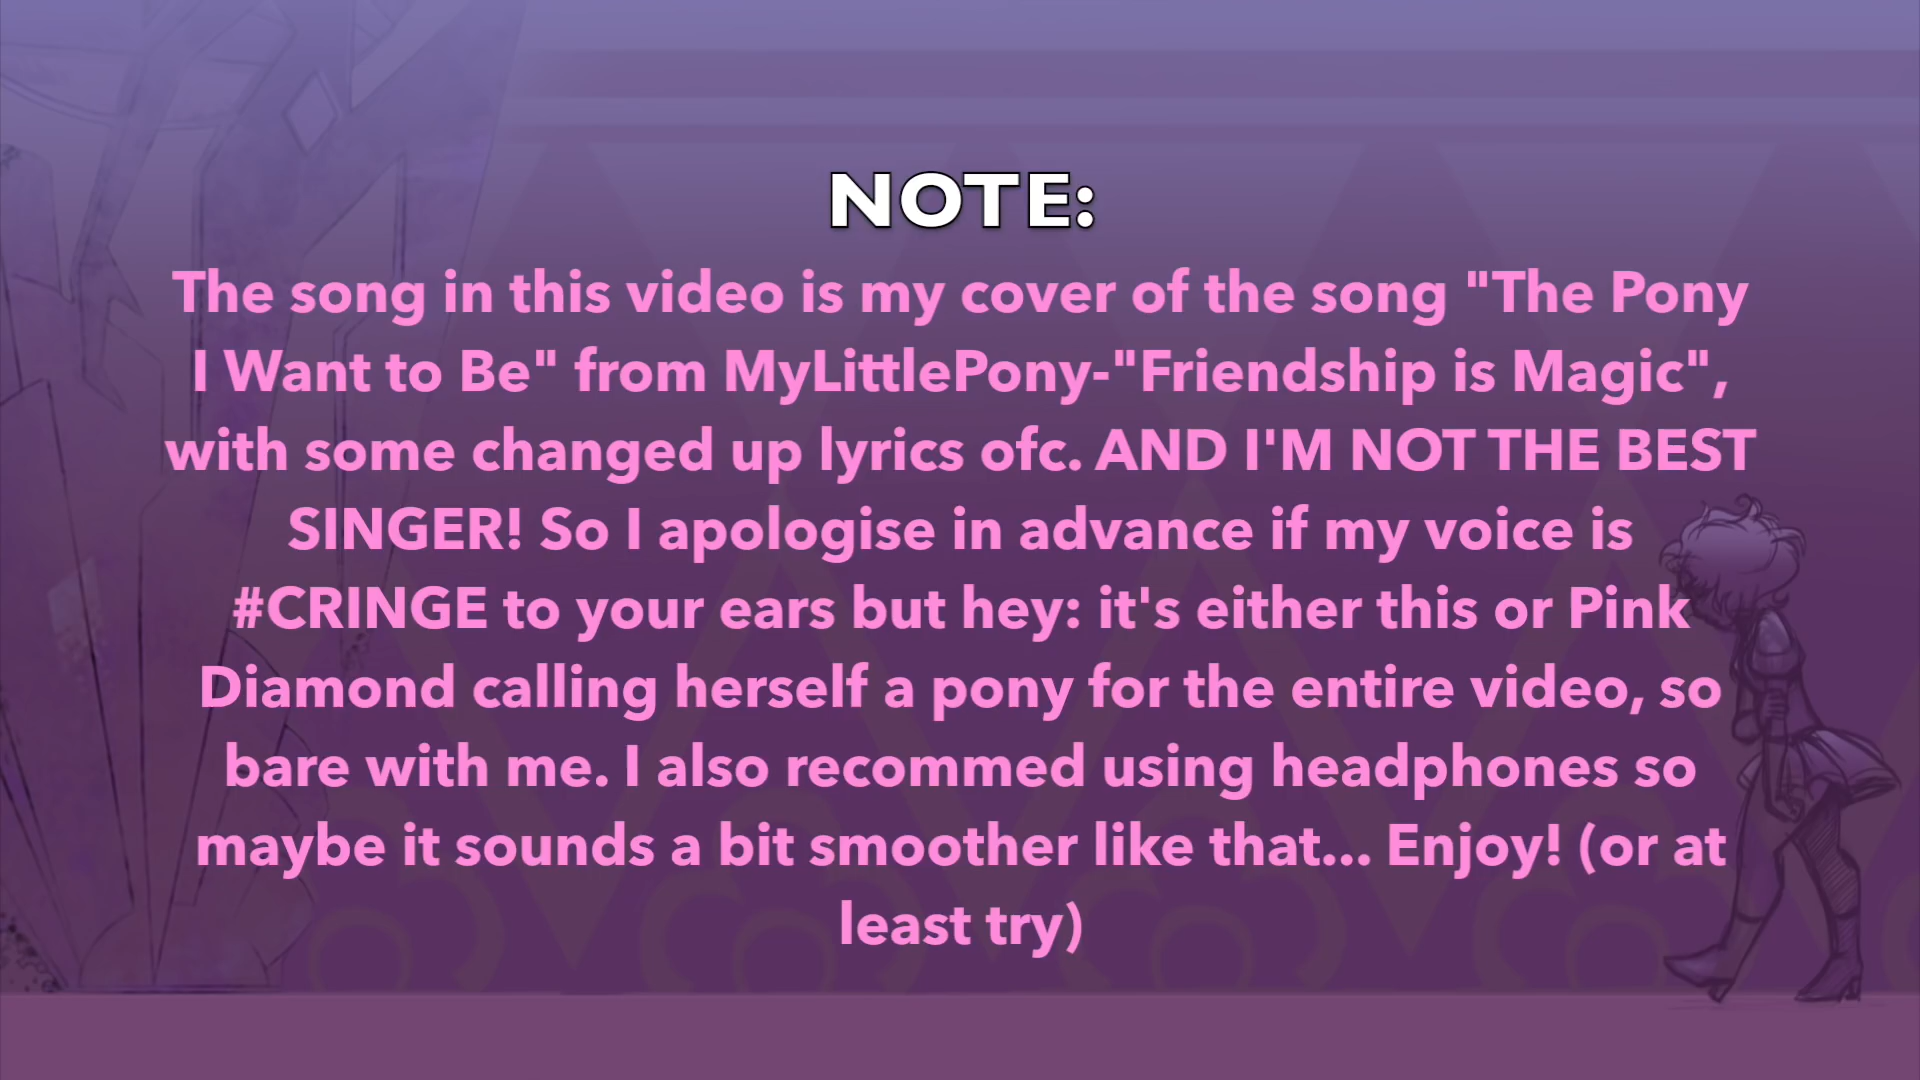 NOTE:
The song in this video is my cover of the song "The Pony
I Want to Be" from MyLittlePony-"Friendship is Magic",
with some changed up lyrics ofc. AND I'M NOT THE BEST
SINGER! So I apologise in advance if my voice is
#CRINGE to your ears but hey: it's either this or Pink
Diamond calling herself a pony for the entire video, so
bare with me. I also recommed using headphones so
maybe it sounds a bit smoother like that... Enjoy! (or at
least try)